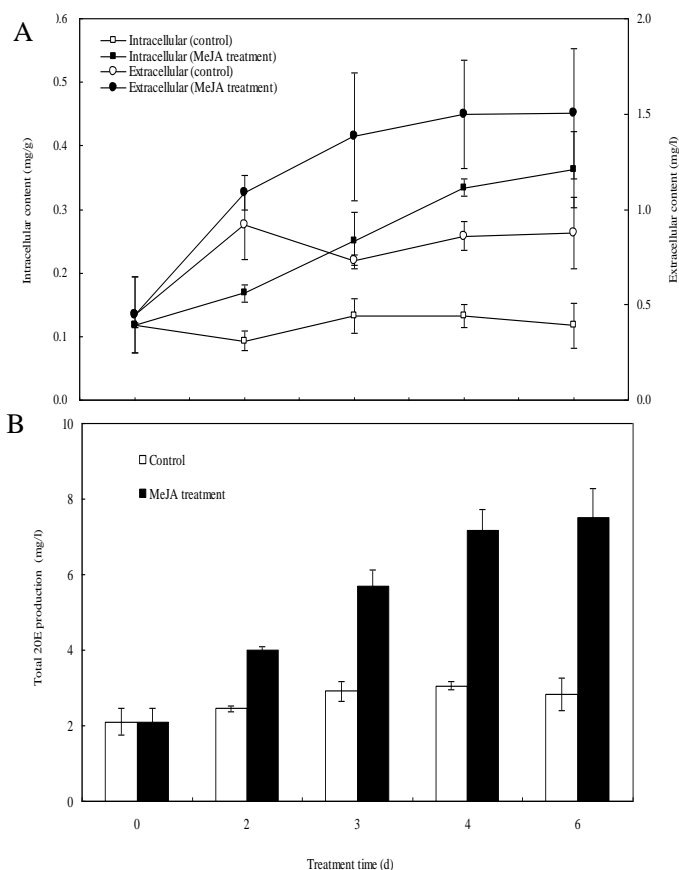 A
Intracellular (control)
Intracellular (MeJA treatment)
Extracellular (control)
Extracellular (MeJA treatment)
Intracellular content (mg/g)
0.6
0.5
0.4
0.3
0.2
0.1
0.0
Extracellular content (mg/l)
2.0
1.5
1.0
0.5
0.0
B
Control
MeJA treatment
Total 20E production (mg/l)
10
8
6
4
2
0
0 2 3 4 6
Treatment time (d)